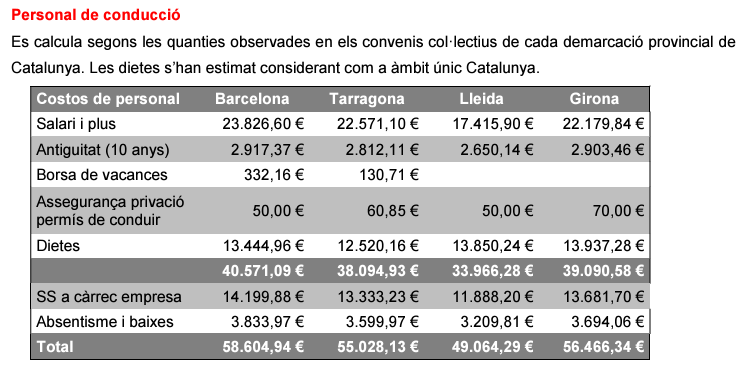 Personal de conducció
Es calcula segons les quanties observades en els convenis col·lectius de cada demarcació provincial de
Catalunya. Les dietes s’han estimat considerant com a àmbit únic Catalunya.
Costos de personal Barcelona Tarragona Lleida Girona
Salari i plus 23.826,60 € 22.571,10 € 17.415,90 € 22.179,84 €
Antiguitat (10 anys) 2.917,37 € 2.812,11 € 2.650,14 € 2.903,46 €
Borsa de vacances 332,16 € 130,71 €
Assegurança privació
permís de conduir 50,00 € 60,85 € 50,00 € 70,00 €
Dietes 13.444,96 € 12.520,16 € 13.850,24 € 13.937,28 €
40.571,09 € 38.094,93 € 33.966,28 € 39.090,58 €
SS a càrrec empresa 14.199,88 € 13.333,23 € 11.888,20 € 13.681,70 €
Absentisme i baixes 3.833,97 € 3.599,97 € 3.209,81 € 3.694,06 €
Total 58.604,94 € 55.028,13 € 49.064,29 € 56.466,34 €